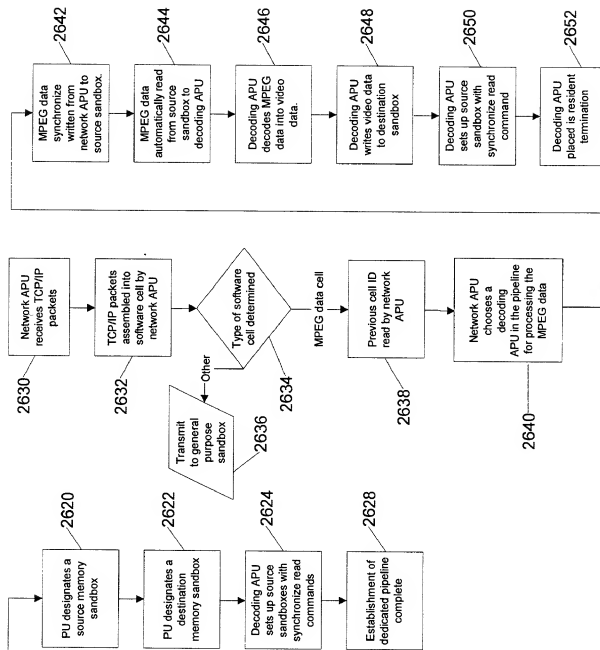 PU designates a
source memory
sandbox
2620
PU designates a
destination
memory sandbox
2622
Decoding APU
sets up source
sandboxes with
synchronize read
commands
2624
Establishment of
dedicated pipeline
complete
2628
Network APU
receives TCP/IP
packets
2630
TCP/IP packets
assembled into
software cell by
network APU
2632
Type of software
cell determined
2634
Other
Transmit
to general
purpose
sandbox
2636
MPEG data cell
Previous cell ID
read by network
APU
2638
Network APU
chooses a
decoding
APU in the pipeline
for processing the
MPEG data
2640
MPEG data
synchronize
written from
network APU to
source sandbox.
2642
MPEG data
automatically read
from source
sandbox to
decoding APU
2644
Decoding APU
decodes MPEG
data into video
data.
2646
Decoding APU
writes video data
to destination
sandbox
2648
Decoding APU
sets up source
sandbox with
synchronize read
command
2650
Decoding APU
placed is resident
termination
2652